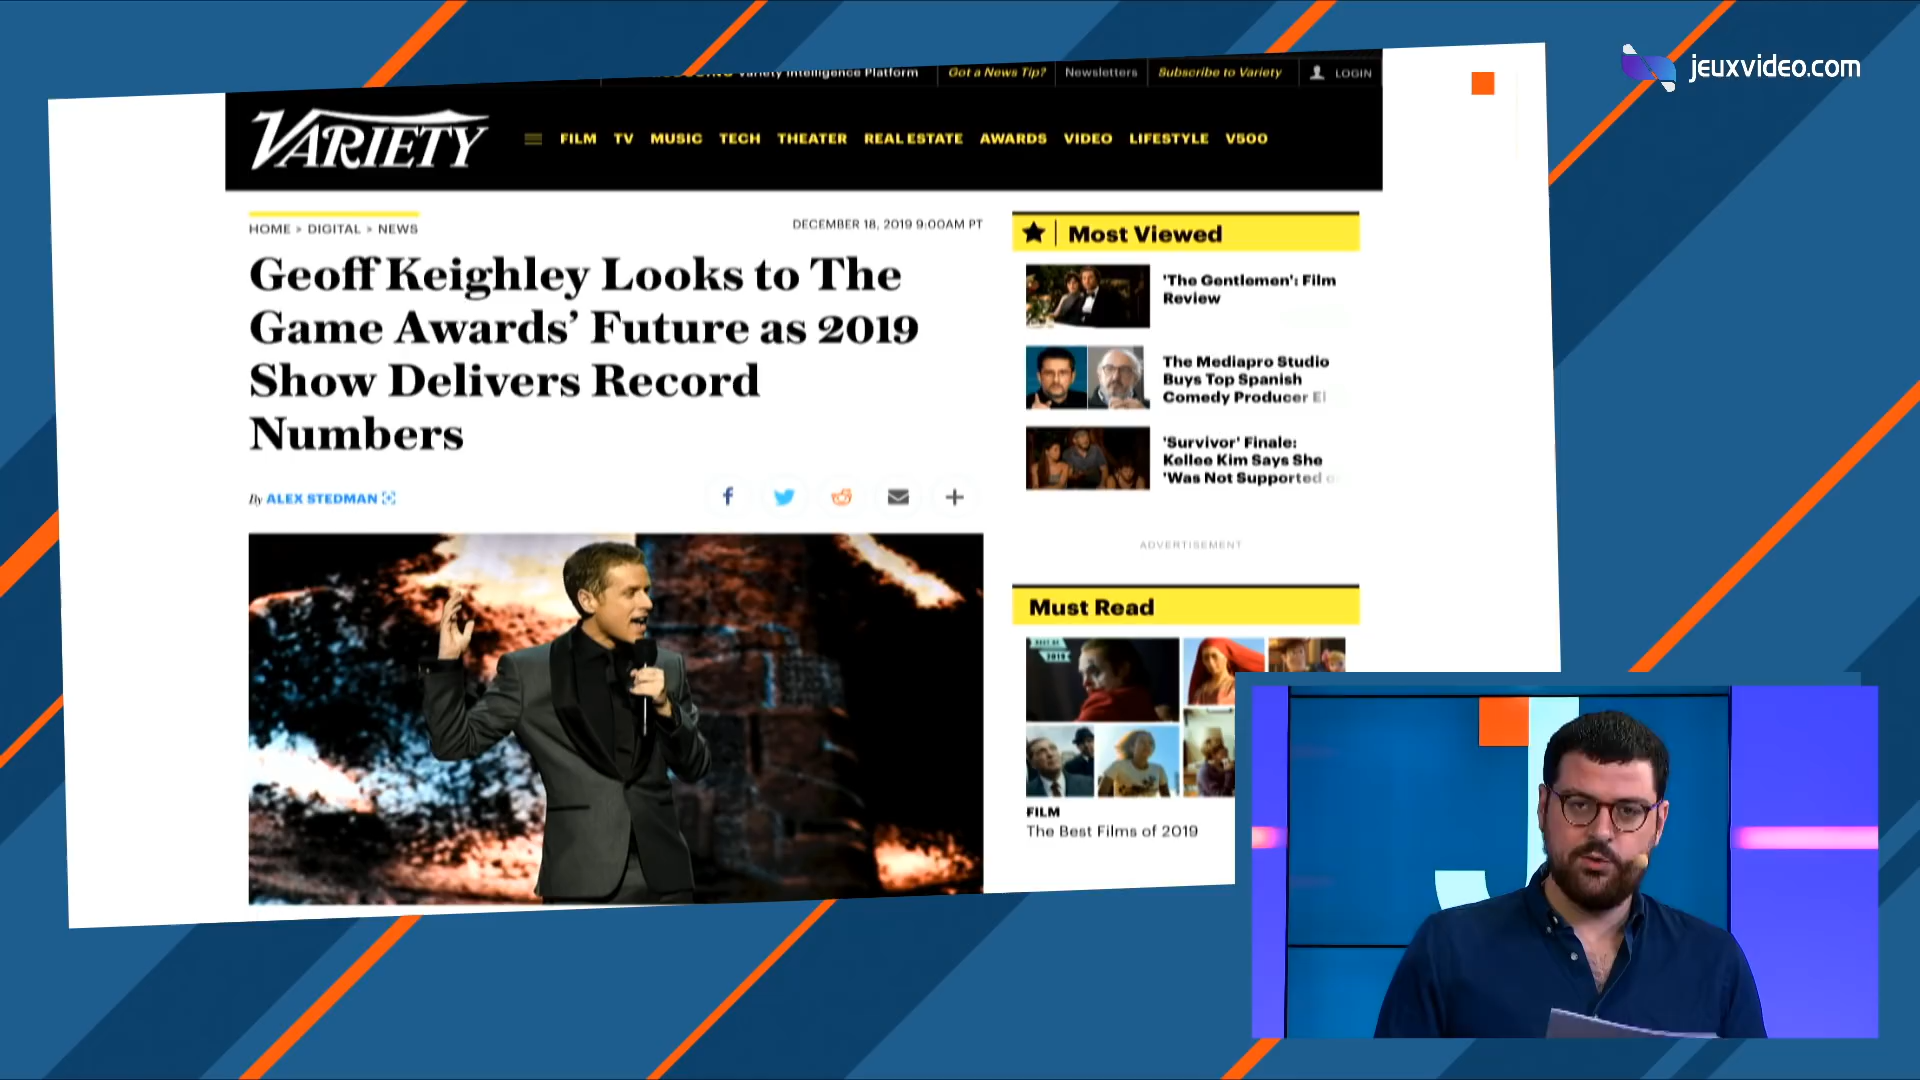 jeuxvideo.com
Variety Intelligence Platform
Got a News Tip?
Newsletters
Subscribe to Variety
LOGIN
VARIETY
FILM TV MUSIC TECH THEATER REAL ESTATE AWARDS VIDEO LIFESTYLE V500
HOME > DIGITAL > NEWS
DECEMBER 18, 2019 9:00AM PT
Geoff Keighley Looks to The
Game Awards’ Future as 2019
Show Delivers Record
Numbers
By ALEX STEDMAN
Most Viewed
'The Gentlemen': Film
Review
The Mediapro Studio
Buys Top Spanish
Comedy Producer El
'Survivor' Finale:
Kellee Kim Says She
'Was Not Supported
ADVERTISEMENT
Must Read
BEST OF
2019
FILM
The Best Films of 2019